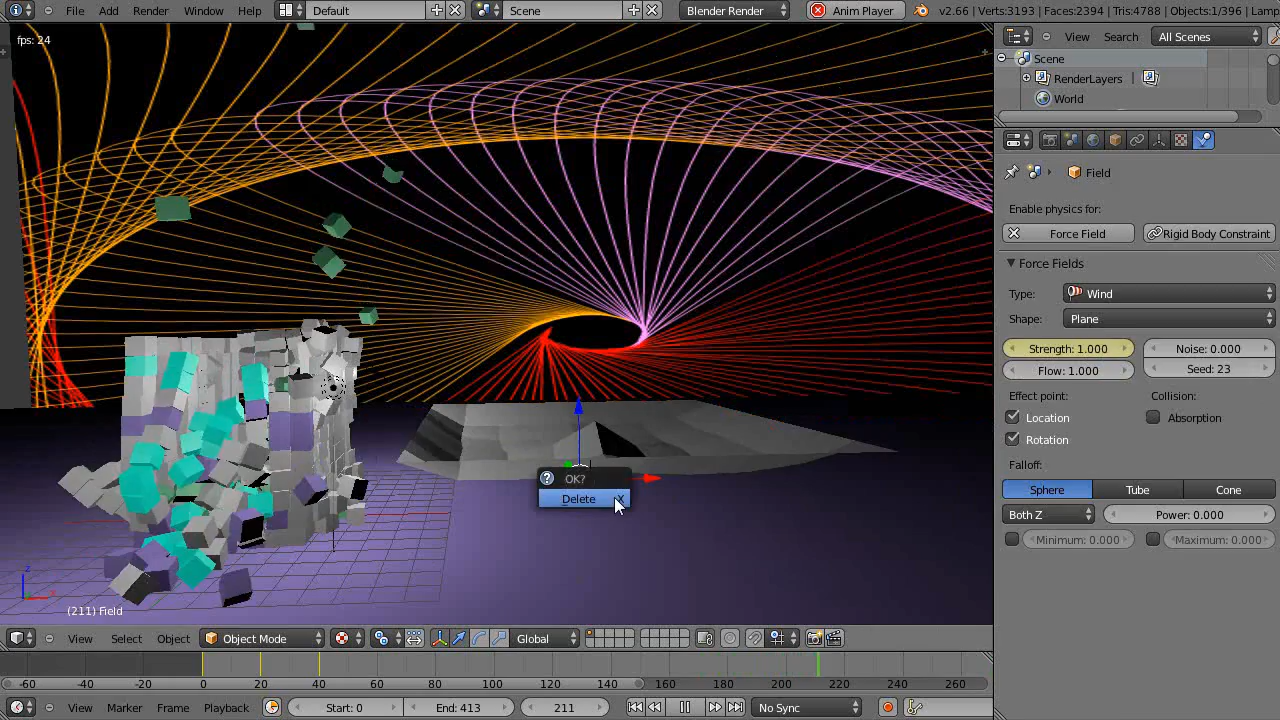 File Add Render Window Help Default Scene Blender Render Anim Player v2.66 | Verts:3193 | Faces:2394 | Tris:4788 | Objects:1/396 | Lamp
fps: 24
View Search All Scenes
Scene
RenderLayers
World
Field
Enable physics for:
Force Field Rigid Body Constraint
Force Fields
Type: Wind
Shape: Plane
Strength: 1.000 Noise: 0.000
Flow: 1.000 Seed: 23
Effect point: Collision:
Location Absorption
Rotation
Falloff:
Sphere Tube Cone
Both Z Power: 0.000
Minimum: 0.000 Maximum: 0.000
OK?
Delete X
z
x
(211) Field
View Select Object Object Mode Global
-60 -40 -20 0 20 40 60 80 100 120 140 160 180 200 220 240 260
View Marker Frame Playback Start: 0 End: 413 211 No Sync